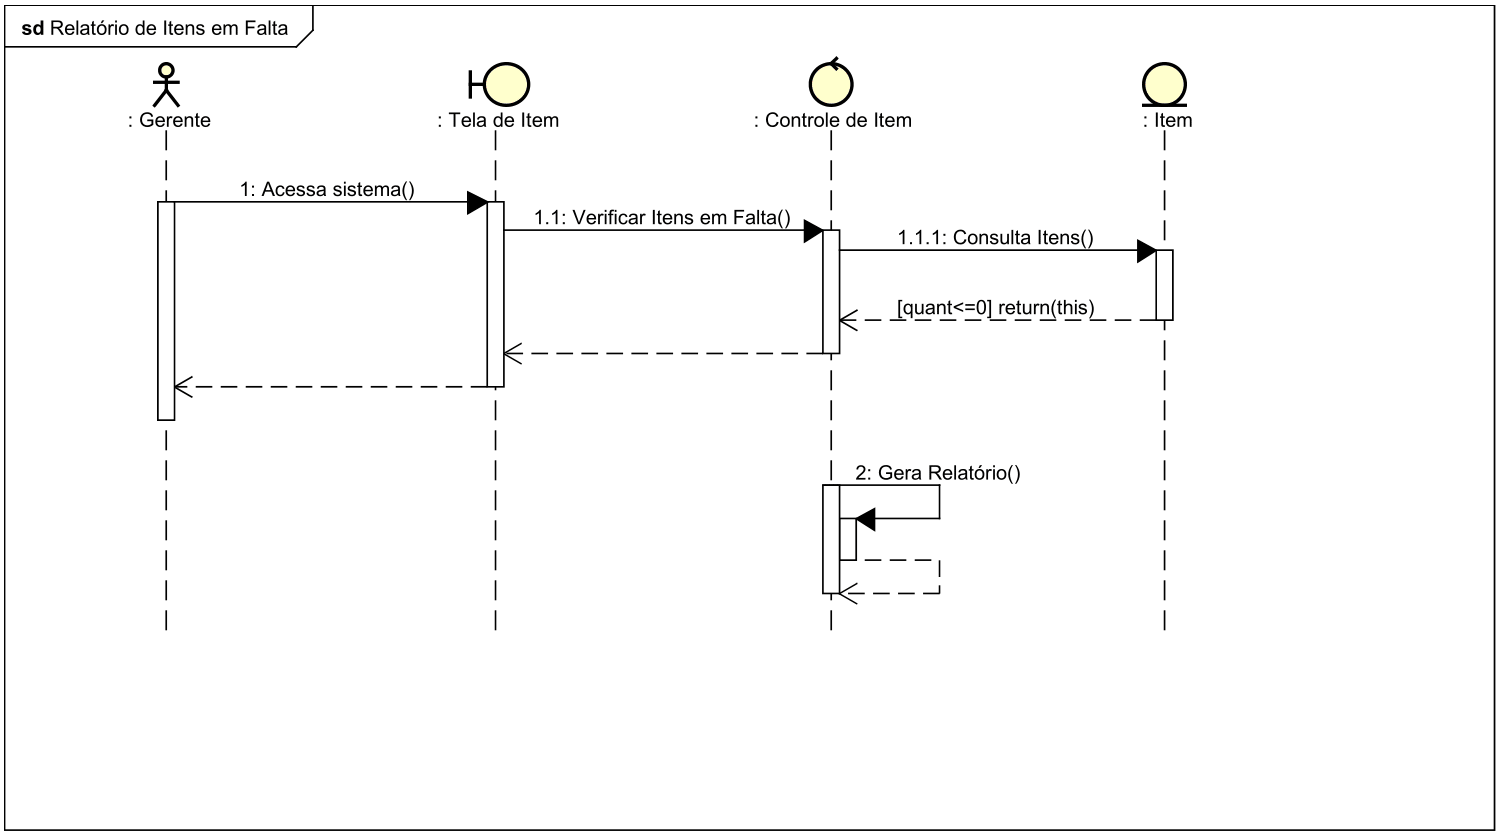 sd Relatório de Itens em Falta
: Gerente
: Tela de Item
: Controle de Item
: Item
1: Acessa sistema()
1.1: Verificar Itens em Falta()
1.1.1: Consulta Itens()
[quant<=0] return(this)
2: Gera Relatório()